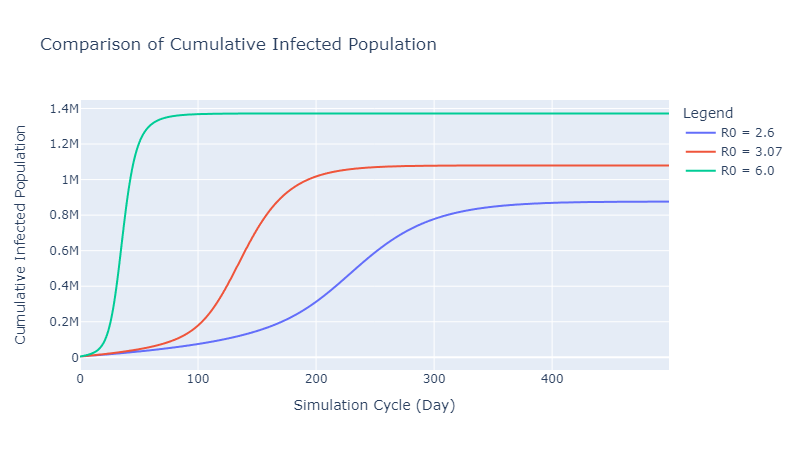 Comparison of Cumulative Infected Population
Legend
R0 = 2.6
R0 = 3.07
R0 = 6.0
Cumulative Infected Population
1.4M
1.2M
1M
0.8M
0.6M
0.4M
0.2M
0
0 100 200 300 400
Simulation Cycle (Day)